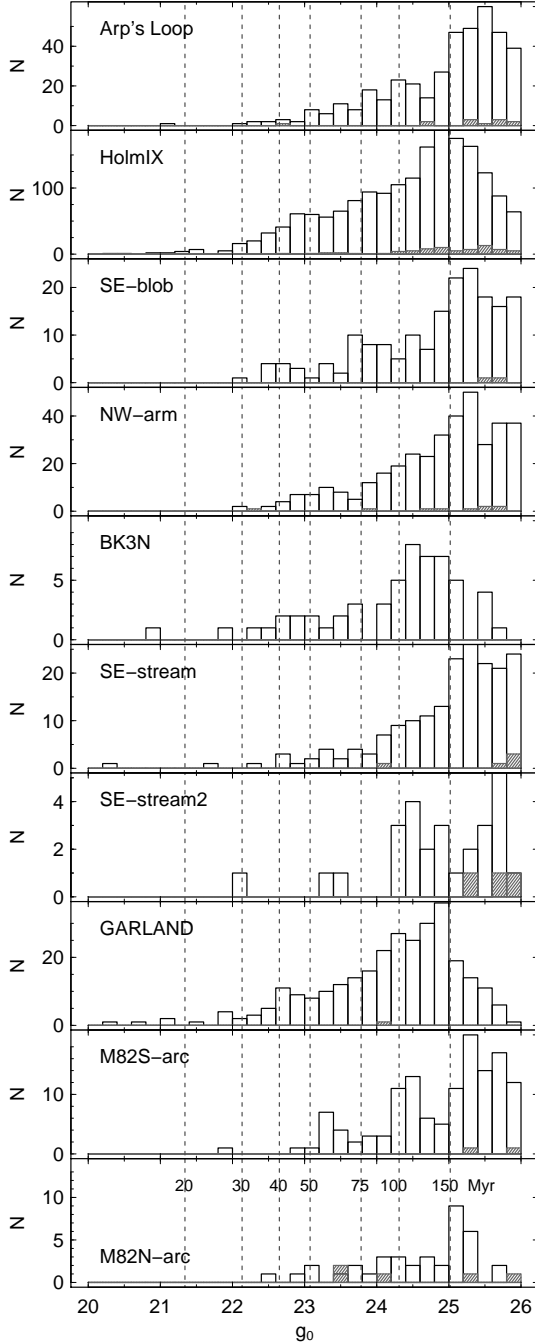 Arp's Loop
N
0
20
40
HolmIX
N
0
100
SE−blob
N
0
10
20
NW−arm
N
0
20
40
BK3N
N
0
5
SE−stream
N
0
10
20
SE−stream2
N
0
2
4
GARLAND
N
0
20
M82S−arc
N
0
10
20 30 40 50 75 100 150 Myr
M82N−arc
N
0
5
10
20 21 22 23 24 25 26
g₀